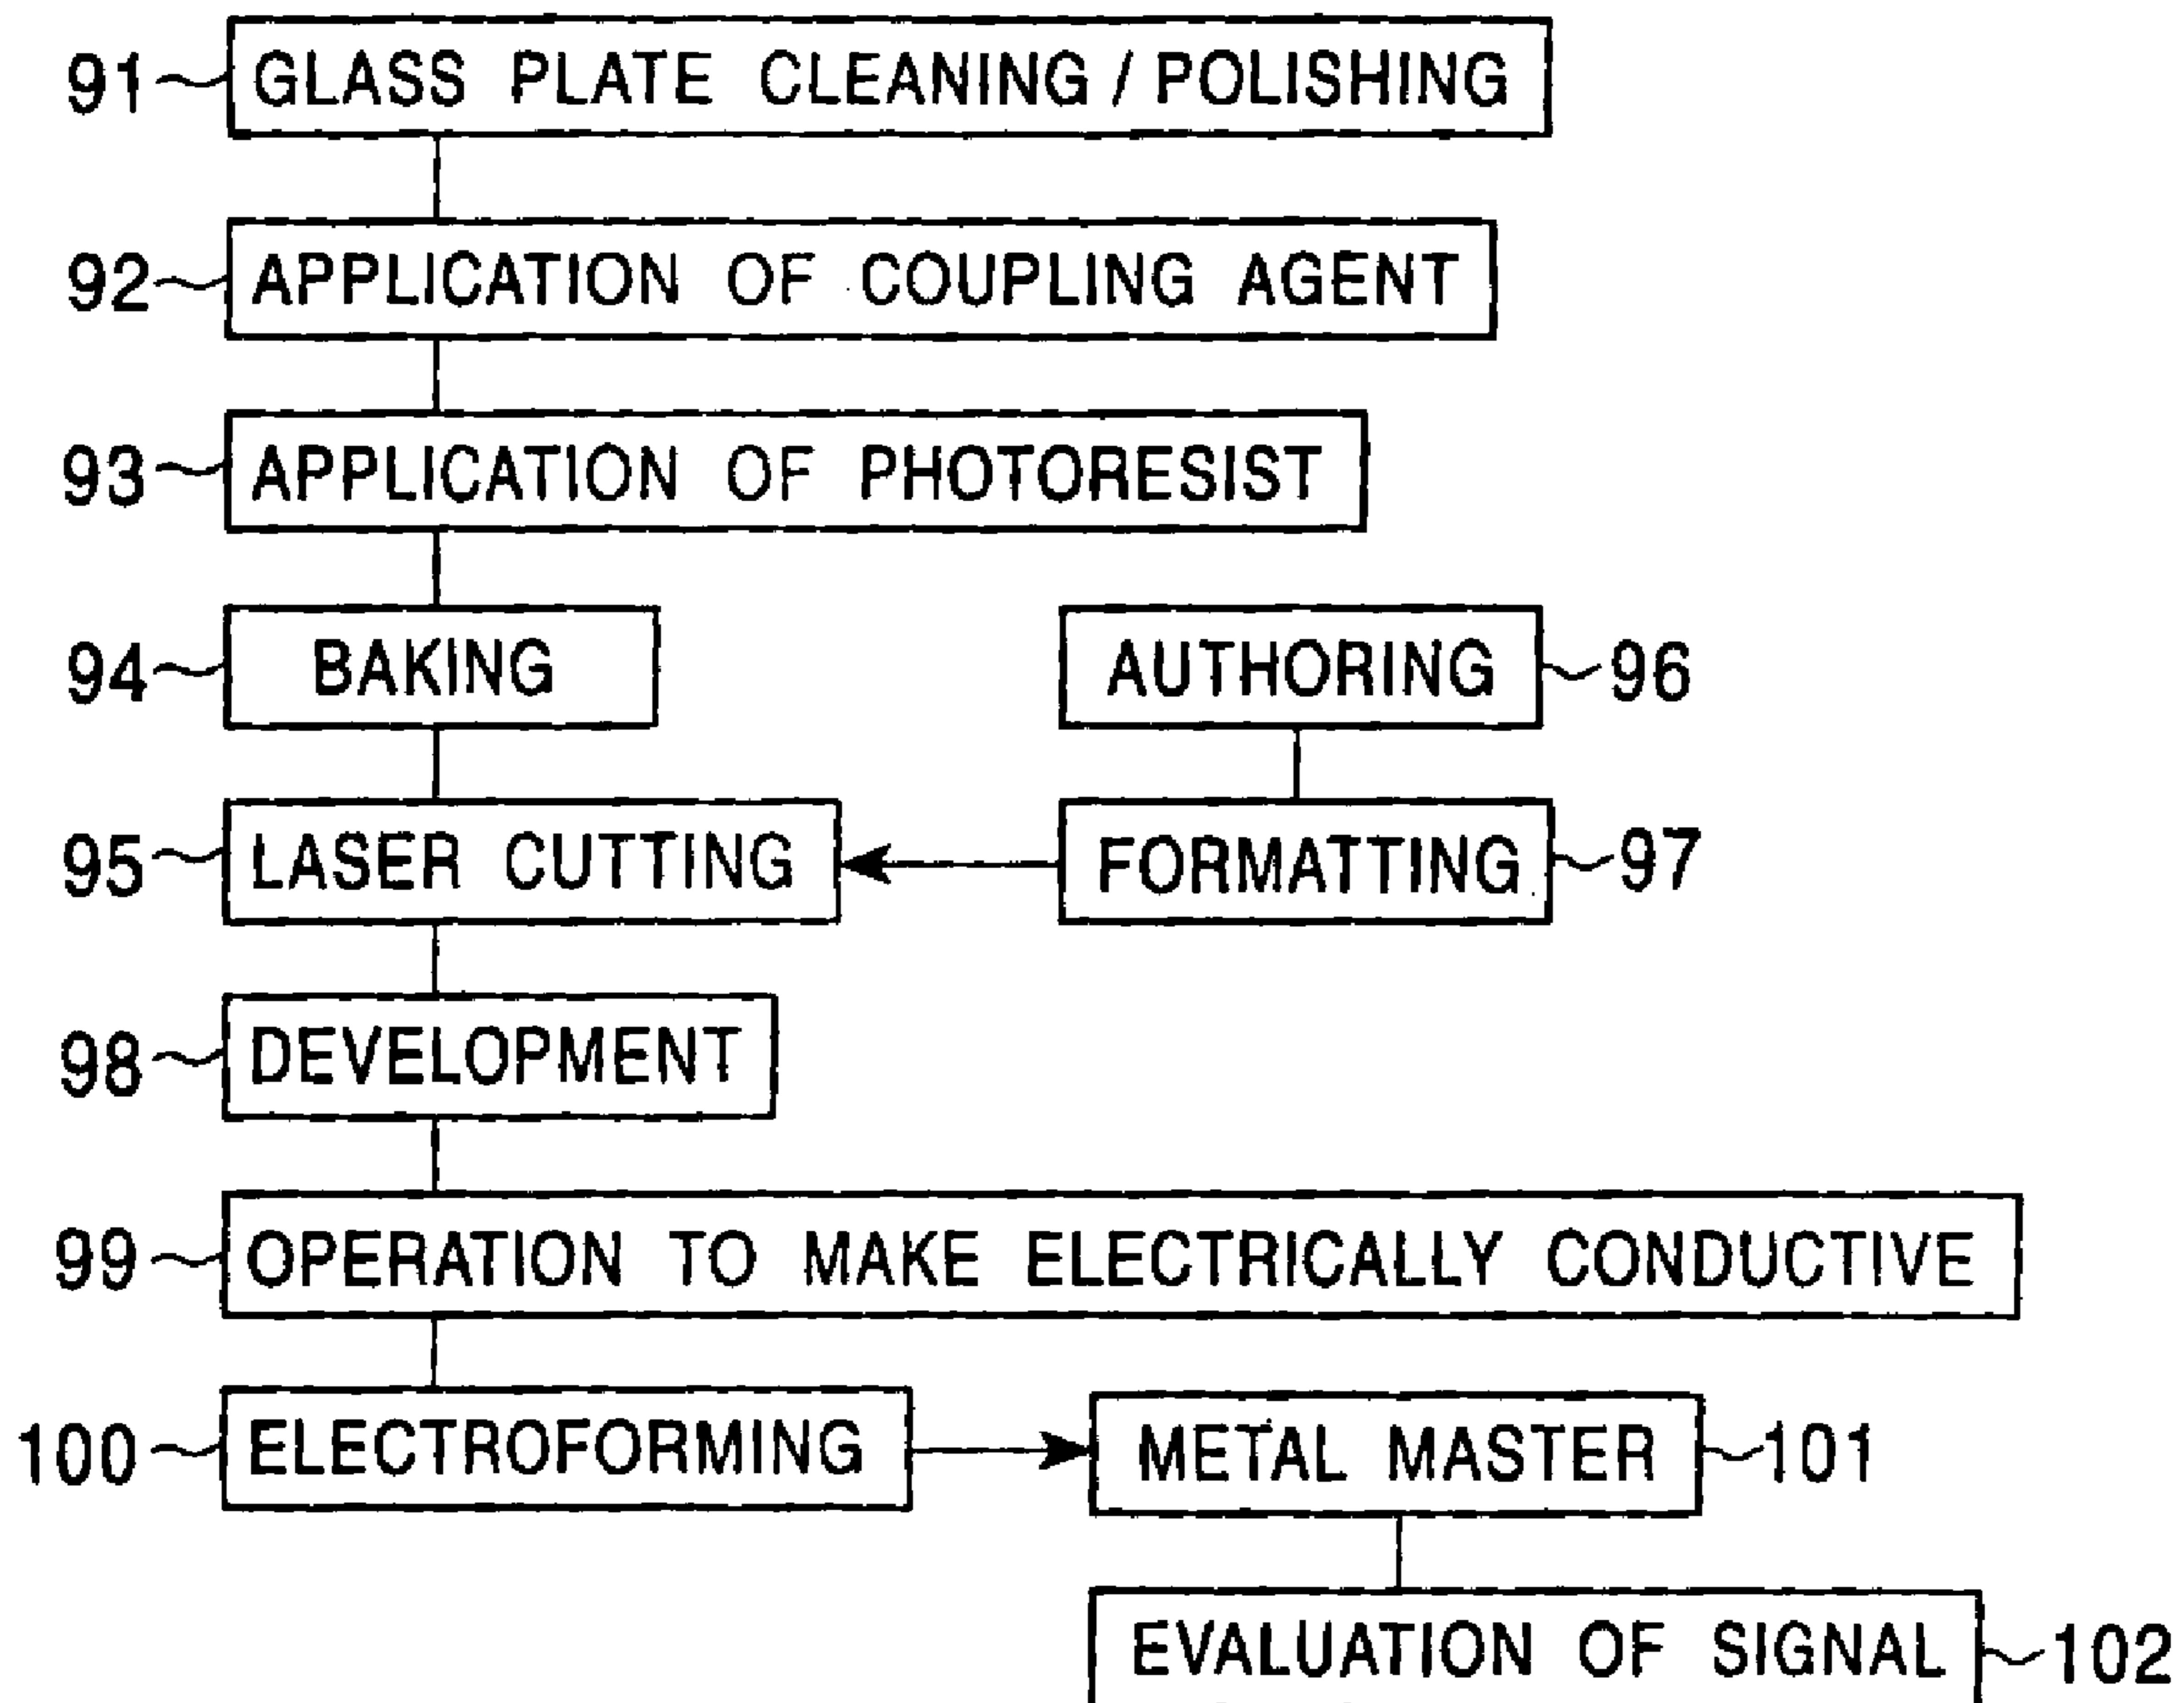 91 GLASS PLATE CLEANING / POLISHING
92 APPLICATION OF COUPLING AGENT
93 APPLICATION OF PHOTORESIST
94 BAKING
AUTHORING 96
95 LASER CUTTING
FORMATTING 97
98 DEVELOPMENT
99 OPERATION TO MAKE ELECTRICALLY CONDUCTIVE
100 ELECTROFORMING
METAL MASTER 101
EVALUATION OF SIGNAL 102